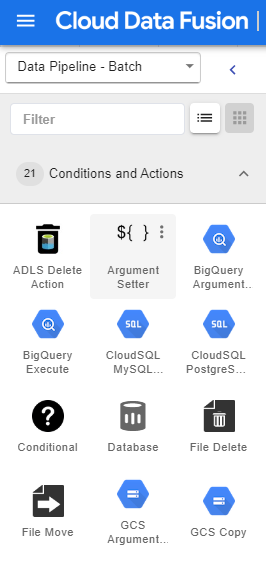 Cloud Data Fusion |
Data Pipeline - Batch
Filter
21 Conditions and Actions
${ }
ADLS Delete Action
Argument Setter
BigQuery Argument...
SQL
SQL
BigQuery Execute
CloudSQL MySQL...
CloudSQL PostgreS...
?
Conditional
Database
File Delete
File Move
GCS Argument...
GCS Copy